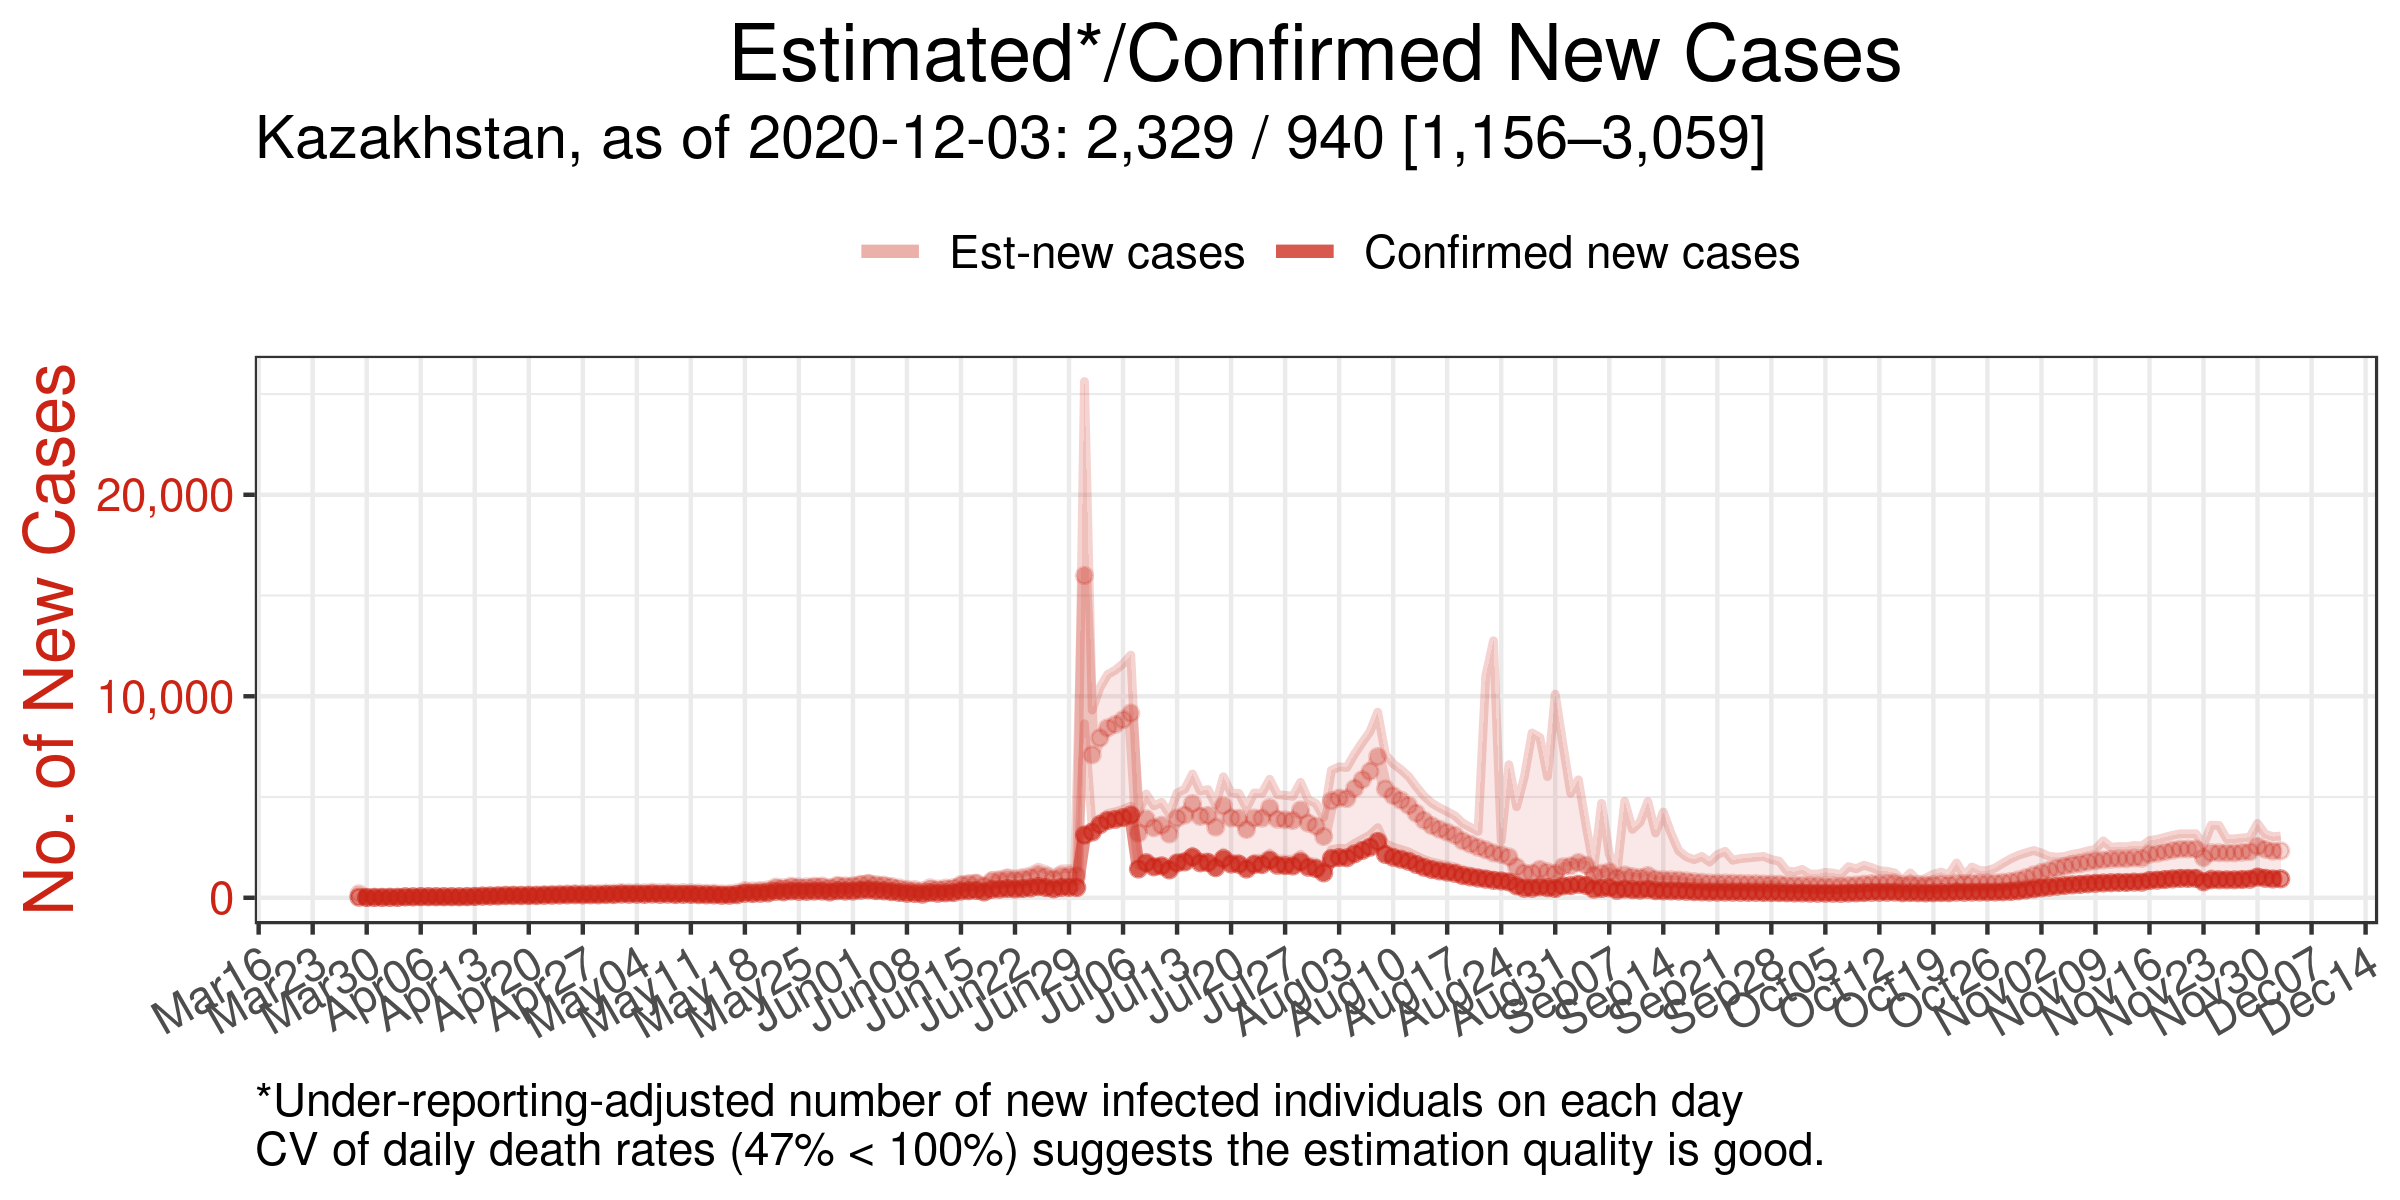 Estimated*/Confirmed New Cases
Kazakhstan, as of 2020-12-03: 2,329 / 940 [1,156–3,059]
Est-new cases
Confirmed new cases
No. of New Cases
20,000
10,000
0
Mar16
Mar23
Mar30
Apr06
Apr13
Apr20
Apr27
May04
May11
May18
May25
Jun01
Jun08
Jun15
Jun22
Jun29
Jul06
Jul13
Jul20
Jul27
Aug03
Aug10
Aug17
Aug24
Aug31
Sep07
Sep14
Sep21
Sep28
Oct05
Oct12
Oct19
Oct26
Nov02
Nov09
Nov16
Nov23
Nov30
Dec07
Dec14
*Under-reporting-adjusted number of new infected individuals on each day
CV of daily death rates (47% < 100%) suggests the estimation quality is good.